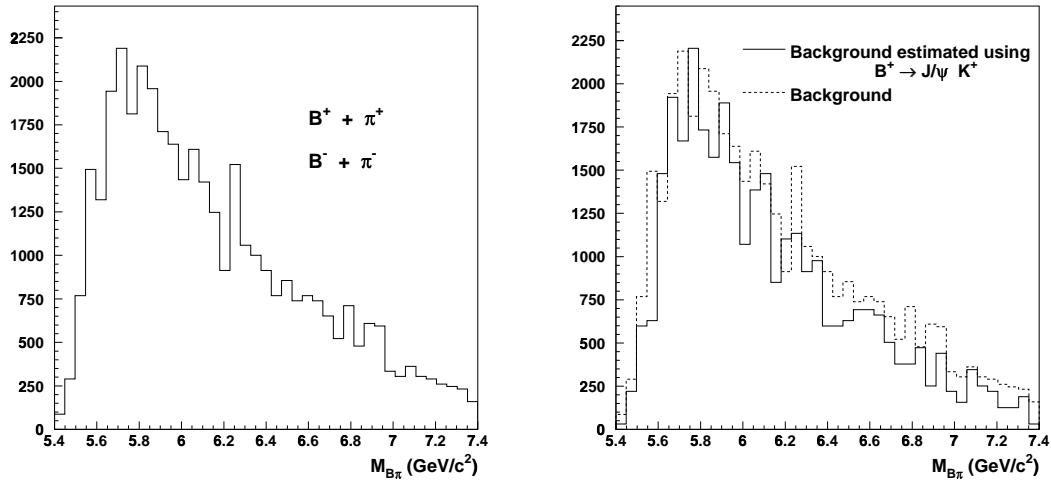 2250
2000
1750
1500
1250
1000
750
500
250
0
5.4 5.6 5.8 6 6.2 6.4 6.6 6.8 7 7.2 7.4
B⁺ + π⁺
B⁻ + π⁻
M_Bπ (GeV/c²)
2250
2000
1750
1500
1250
1000
750
500
250
0
5.4 5.6 5.8 6 6.2 6.4 6.6 6.8 7 7.2 7.4
Background estimated using
B⁺ → J/ψ K⁺
Background
M_Bπ (GeV/c²)